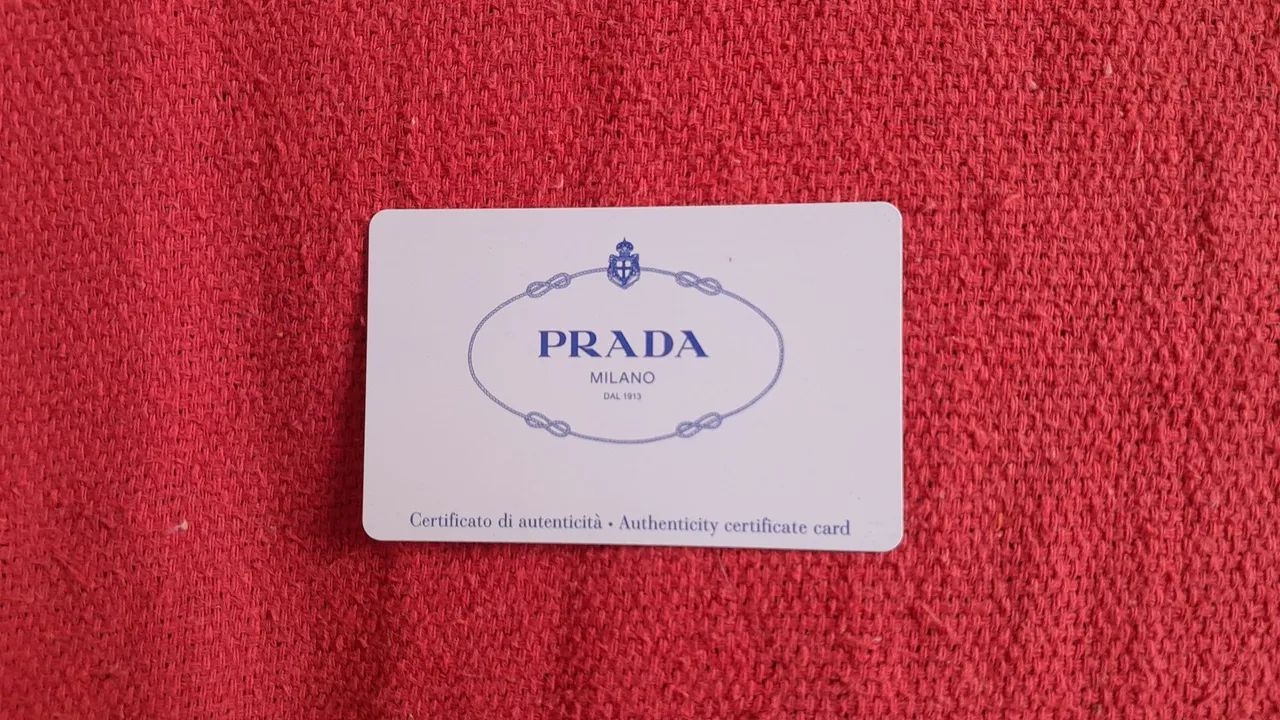 PRADA
MILANO
DAL 1913
Certificato di autenticità • Authenticity certificate card